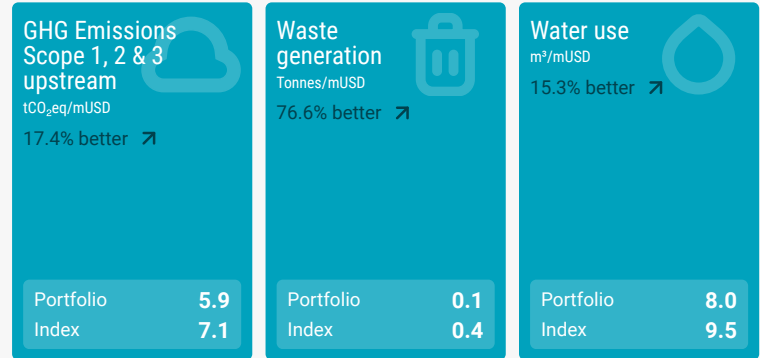 GHG Emissions
Scope 1, 2 & 3
upstream
tCO₂eq/mUSD
17.4% better
Portfolio 5.9
Index 7.1
Waste
generation
Tonnes/mUSD
76.6% better
Portfolio 0.1
Index 0.4
Water use
m³/mUSD
15.3% better
Portfolio 8.0
Index 9.5